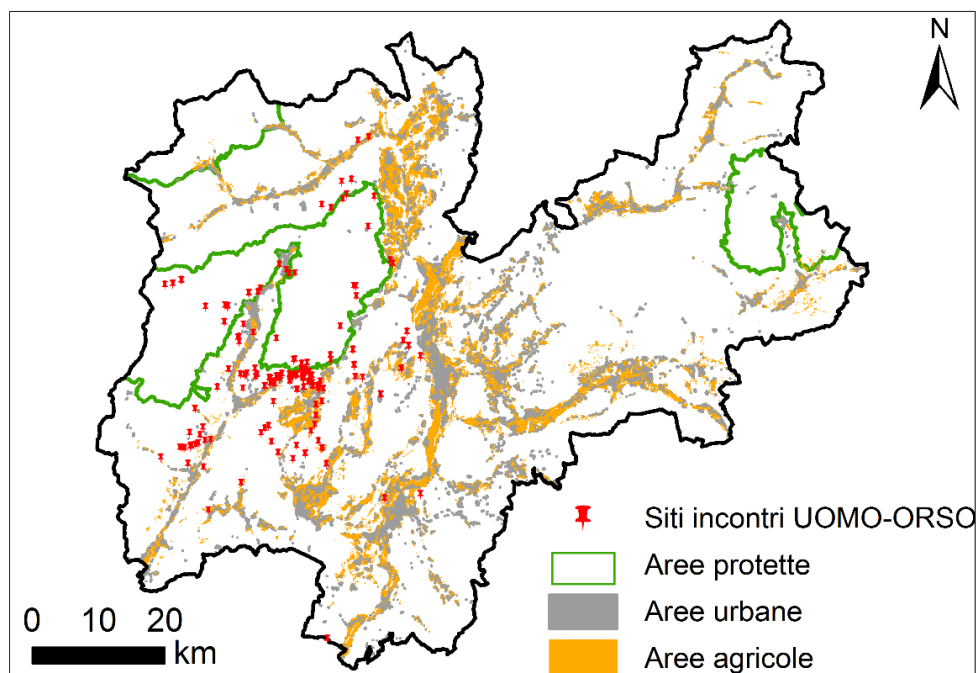 N
Siti incontri UOMO-ORSO
Aree protette
Aree urbane
Aree agricole
0 10 20
km